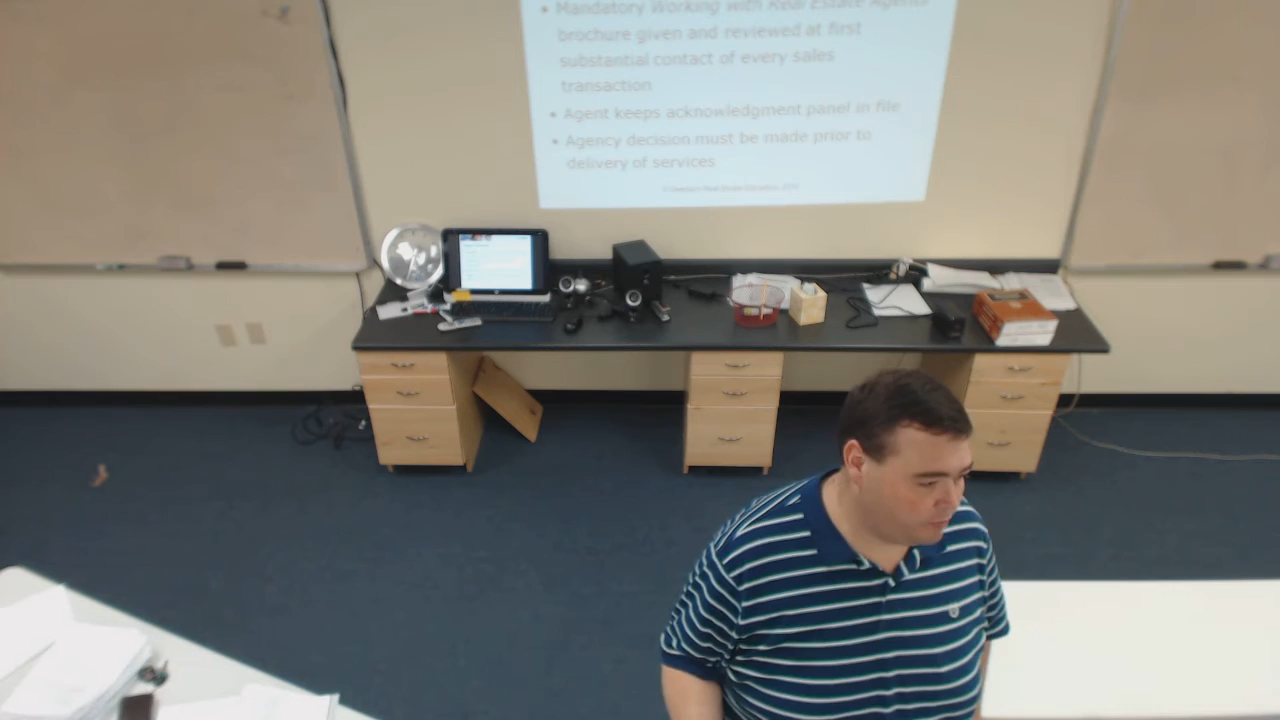 • Mandatory Working with Real Estate Agents
brochure given and reviewed at first
substantial contact of every sales
transaction
• Agent keeps acknowledgment panel in file
• Agency decision must be made prior to
delivery of services